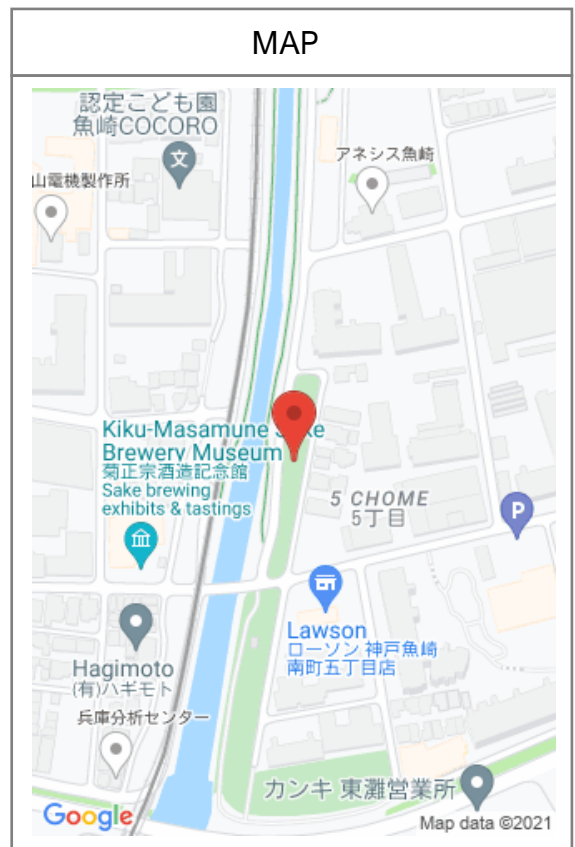 MAP
認定こども園
魚崎COCORO
アネシス魚崎
山電機製作所
Kiku-Masamune
Brewery Museum
菊正宗酒造記念館
Sake brewing
exhibits & tastings
5 CHOME
5丁目
P
Lawson
ローソン 神戸魚崎
南町五丁目店
Hagimoto
(有)ハギモト
兵庫分析センター
カンキ 東灘営業所
Google
Map data ©2021